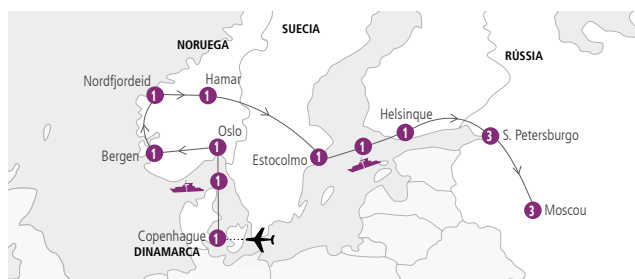 SUECIA
NORUEGA
RÚSSIA
Nordfjordeid
Hamar
1
1
Helsinque
1
3
S. Petersburgo
Oslo
1
1
Bergen
1
Estocolmo
1
1
3
Moscou
Copenhague
1
DINAMARCA